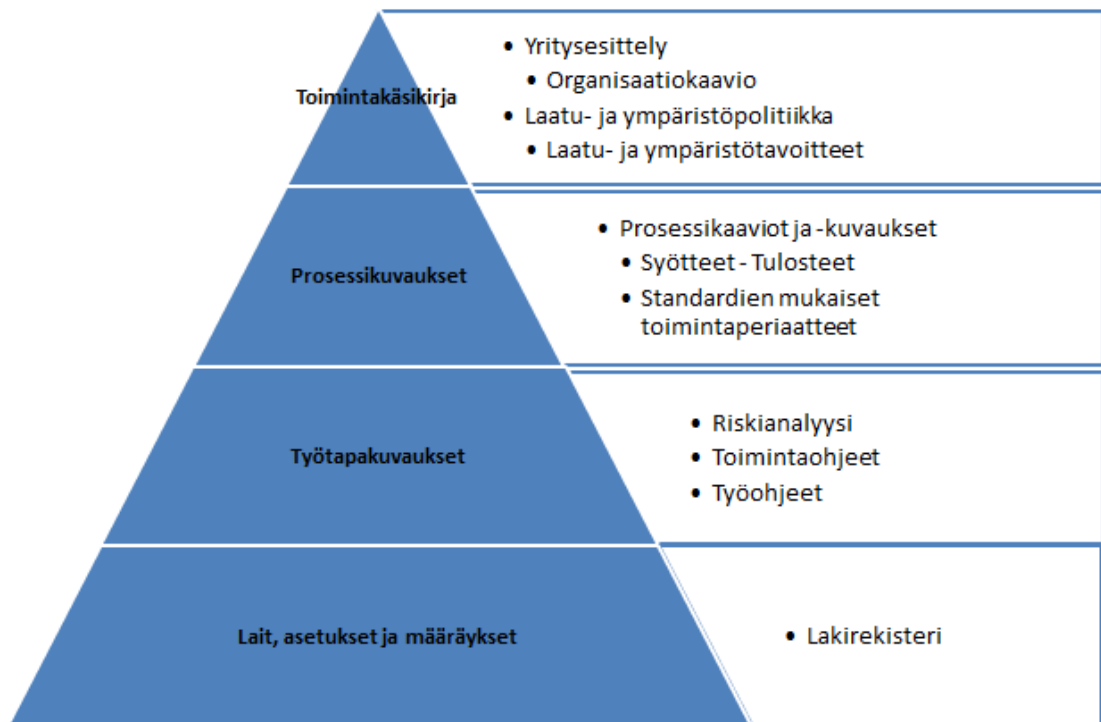 Toimintakäsikirja
• Yritysesittely
• Organisaatiokaavio
• Laatu- ja ympäristöpolitiikka
• Laatu- ja ympäristötavoitteet
Prosessikuvaukset
• Prosessikaaviot ja -kuvaukset
• Syötteet - Tulosteet
• Standardien mukaiset
toimintaperiaatteet
Työtapakuvaukset
• Riskianalyysi
• Toimintaohjeet
• Työohjeet
Lait, asetukset ja määräykset
• Lakirekisteri